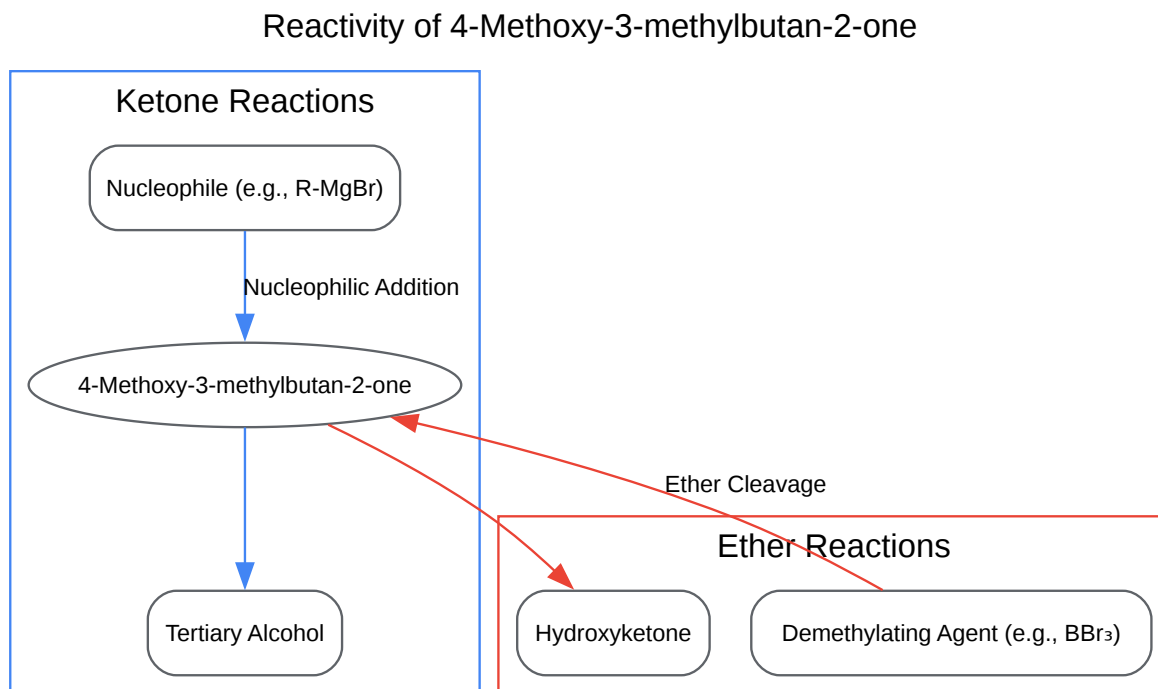 Reactivity of 4-Methoxy-3-methylbutan-2-one
Ketone Reactions
Nucleophile (e.g., R-MgBr)
Nucleophilic Addition
4-Methoxy-3-methylbutan-2-one
Ether Cleavage
Ether Reactions
Tertiary Alcohol
Hydroxyketone
Demethylating Agent (e.g., BBr₃)